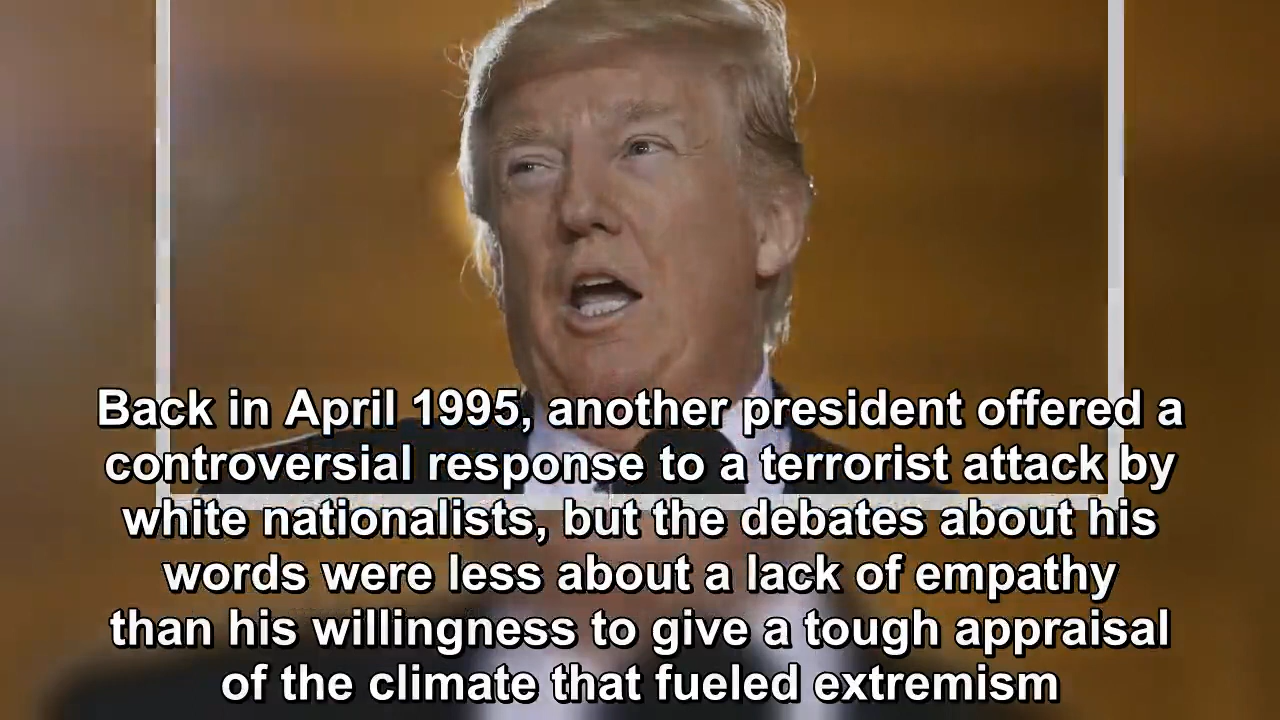 Back in April 1995, another president offered a
controversial response to a terrorist attack by
white nationalists, but the debates about his
words were less about a lack of empathy
than his willingness to give a tough appraisal
of the climate that fueled extremism